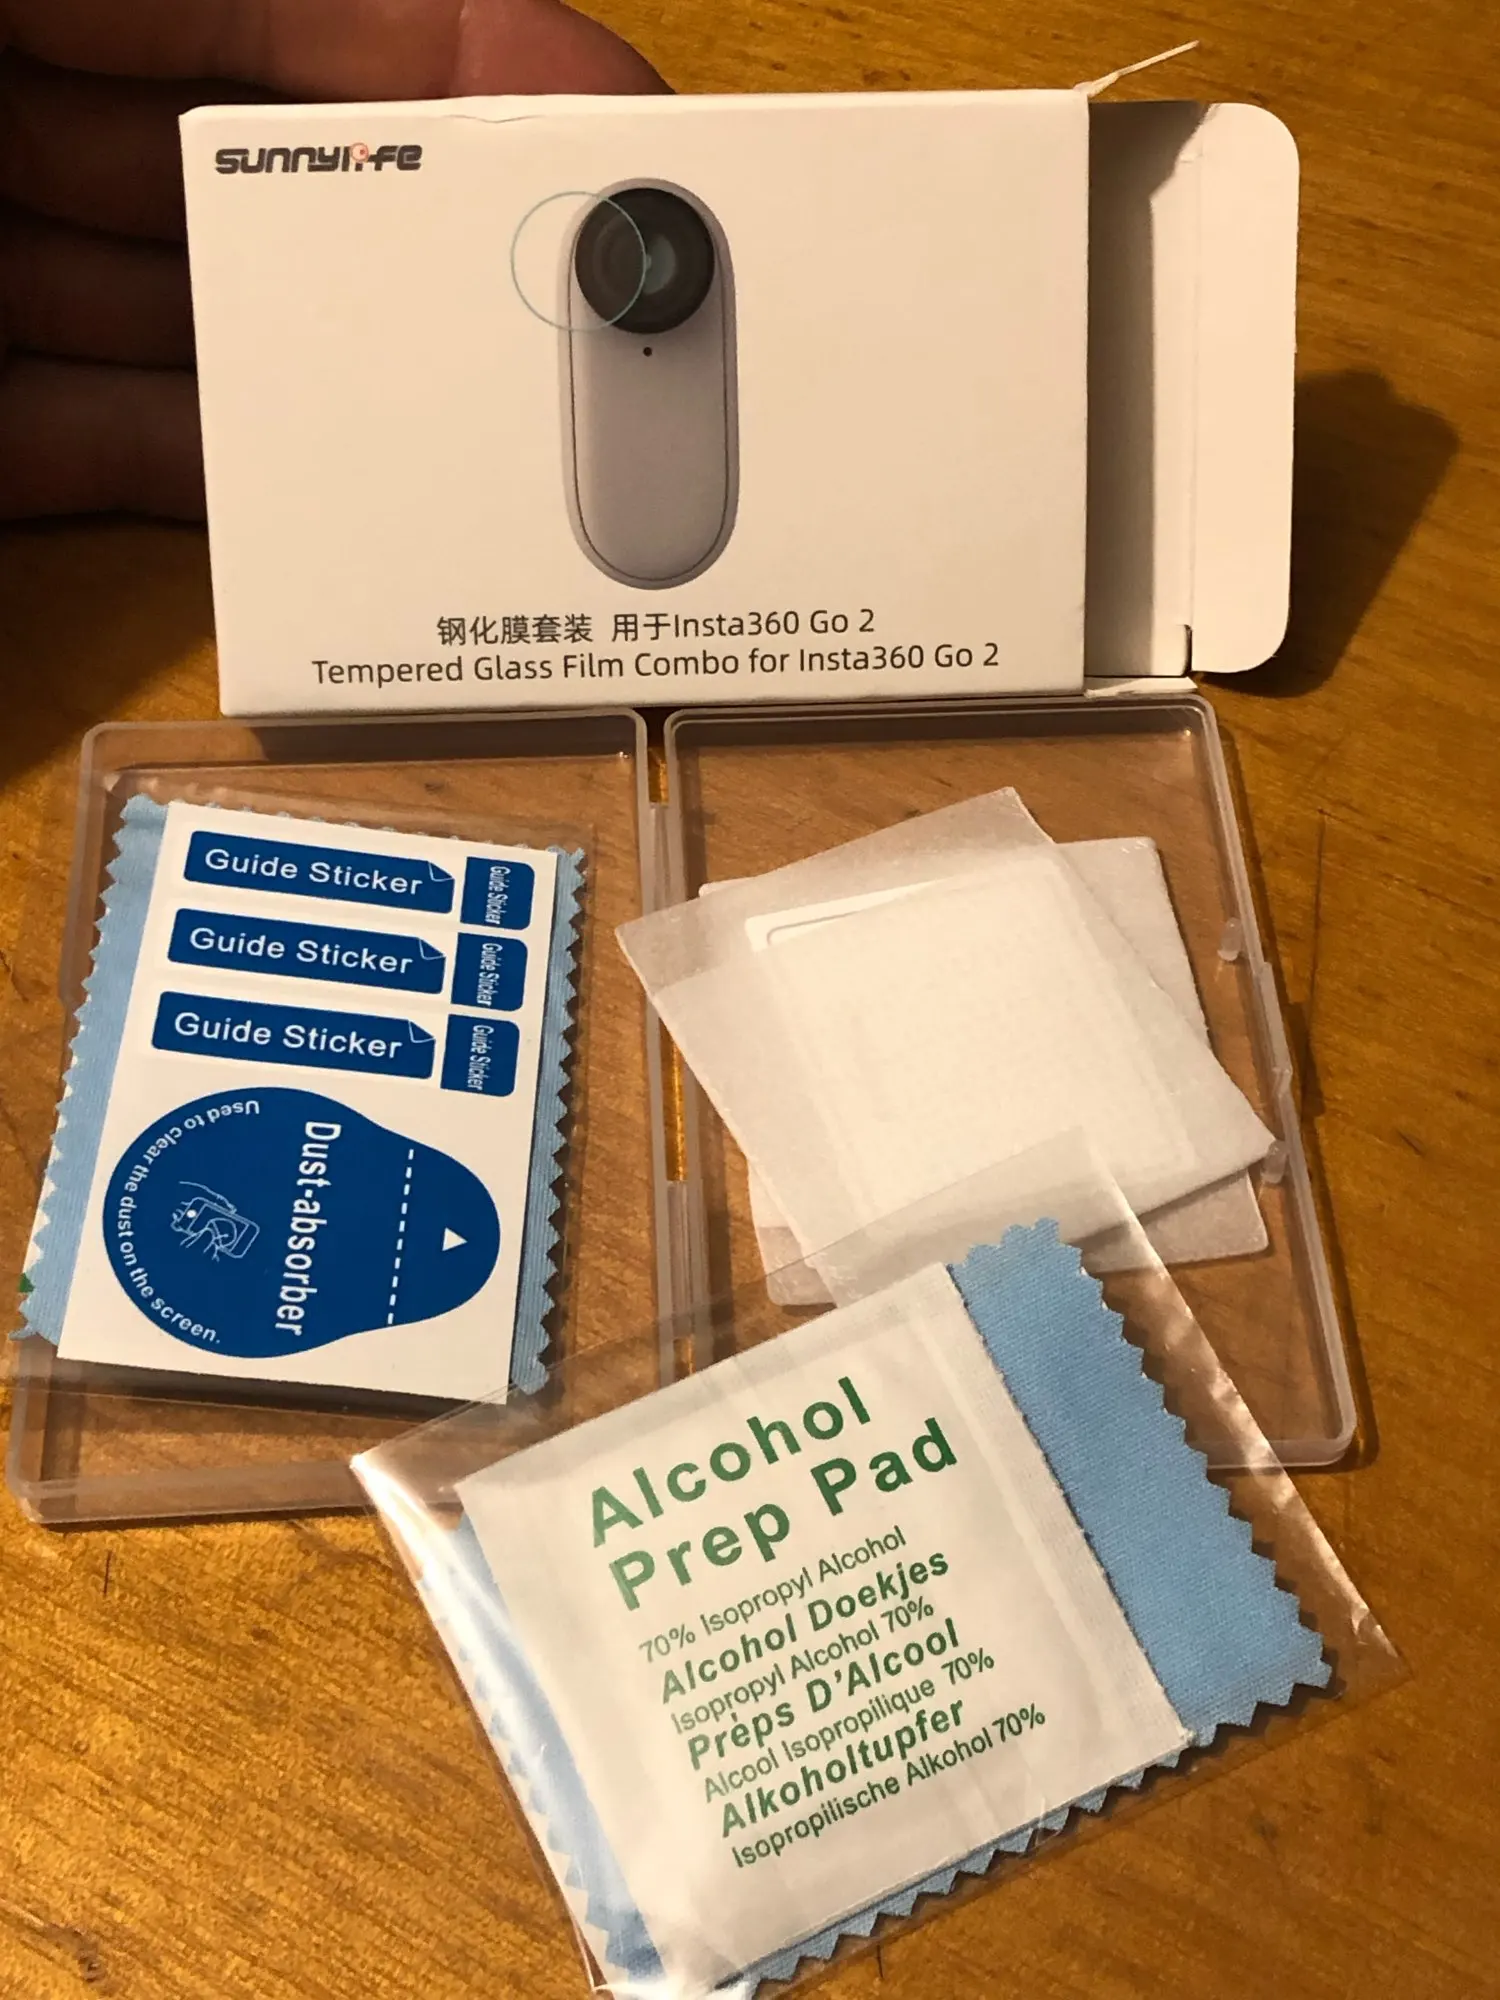 sunnylife
钢化膜套装 用于Insta360 Go 2
Tempered Glass Film Combo for Insta360 Go 2
Guide Sticker
Guide Sticker
Guide Sticker
Guide Sticker
Guide Sticker
Guide Sticker
Dust-absorber
Used to clear the dust on the screen.
Alcohol
Prep Pad
70% Isopropyl Alcohol
Alcohol Doekjes
Isopropyl Alcohol 70%
Prèps D'Alcool
Alcool Isopropilique 70%
Alkoholtupfer
Isopropilische Alkohol 70%